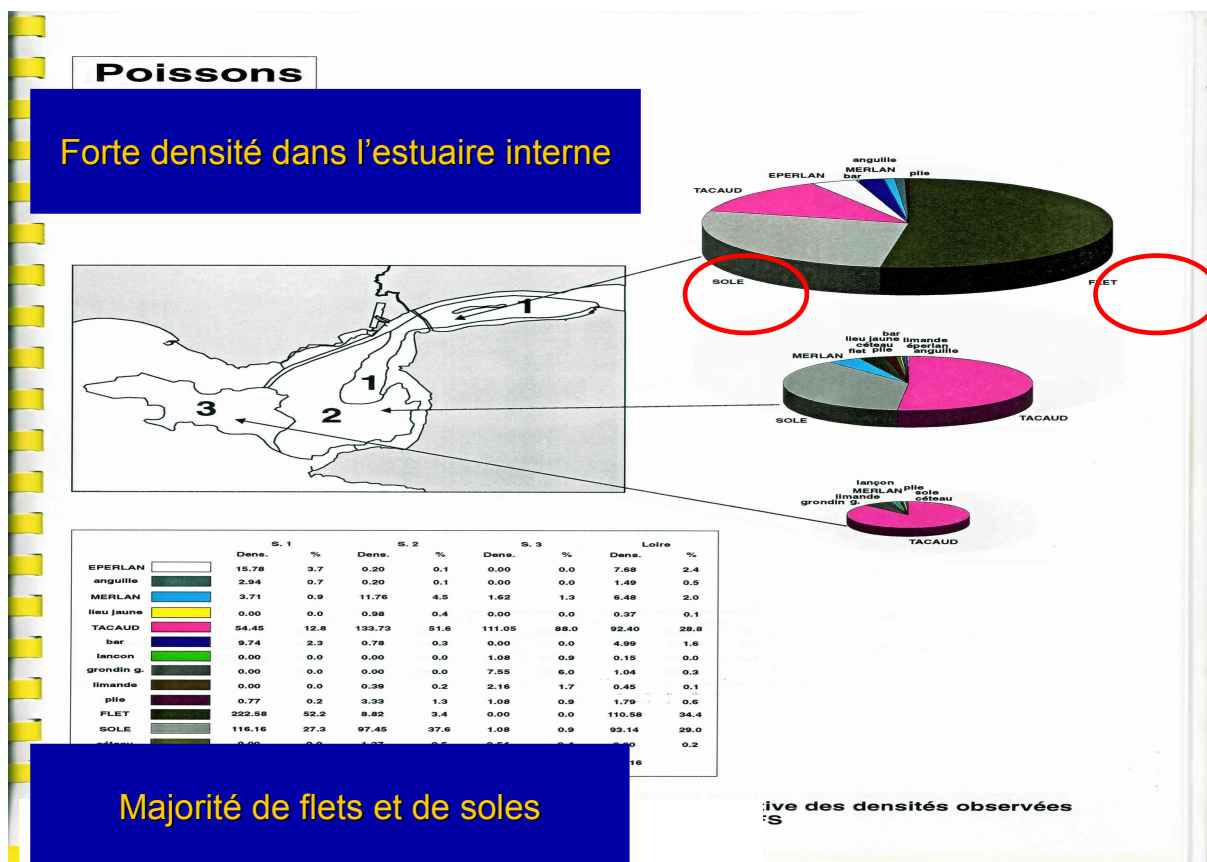 Poissons
Forte densité dans l'estuaire interne
anguille
MERLAN
plie
EPERLAN
bar
TACAUD
SOLE
FLET
bar
lieu jaune
limande
céteau
éperlan
MERLAN
flet
plie
anguille
SOLE
TACAUD
lançon
MERLAN
plie
limande
sole
grondin g.
céteau
TACAUD
1
1
2
3
S. 1 S. 2 S. 3 Loire
Dens. % Dens. % Dens. % Dens. %
EPERLAN 15.78 3.7 0.20 0.1 0.00 0.0 7.68 2.4
anguille 2.94 0.7 0.20 0.1 0.00 0.0 1.49 0.5
MERLAN 3.71 0.9 11.76 4.5 1.62 1.3 6.48 2.0
lieu jaune 0.00 0.0 0.98 0.4 0.00 0.0 0.37 0.1
TACAUD 54.45 12.8 133.73 51.6 111.05 88.0 92.40 28.8
bar 9.74 2.3 0.78 0.3 0.00 0.0 4.99 1.6
lancon 0.00 0.0 0.00 0.0 1.08 0.9 0.15 0.0
grondin g. 0.00 0.0 0.00 0.0 7.55 6.0 1.04 0.3
limande 0.00 0.0 0.39 0.2 2.16 1.7 0.45 0.1
plie 0.77 0.2 3.33 1.3 1.08 0.9 1.79 0.6
FLET 222.58 52.2 8.82 3.4 0.00 0.0 110.58 34.4
SOLE 116.16 27.3 97.45 37.6 1.08 0.9 93.14 29.0
0.2
16
Majorité de flets et de soles
tive des densités observées
FS